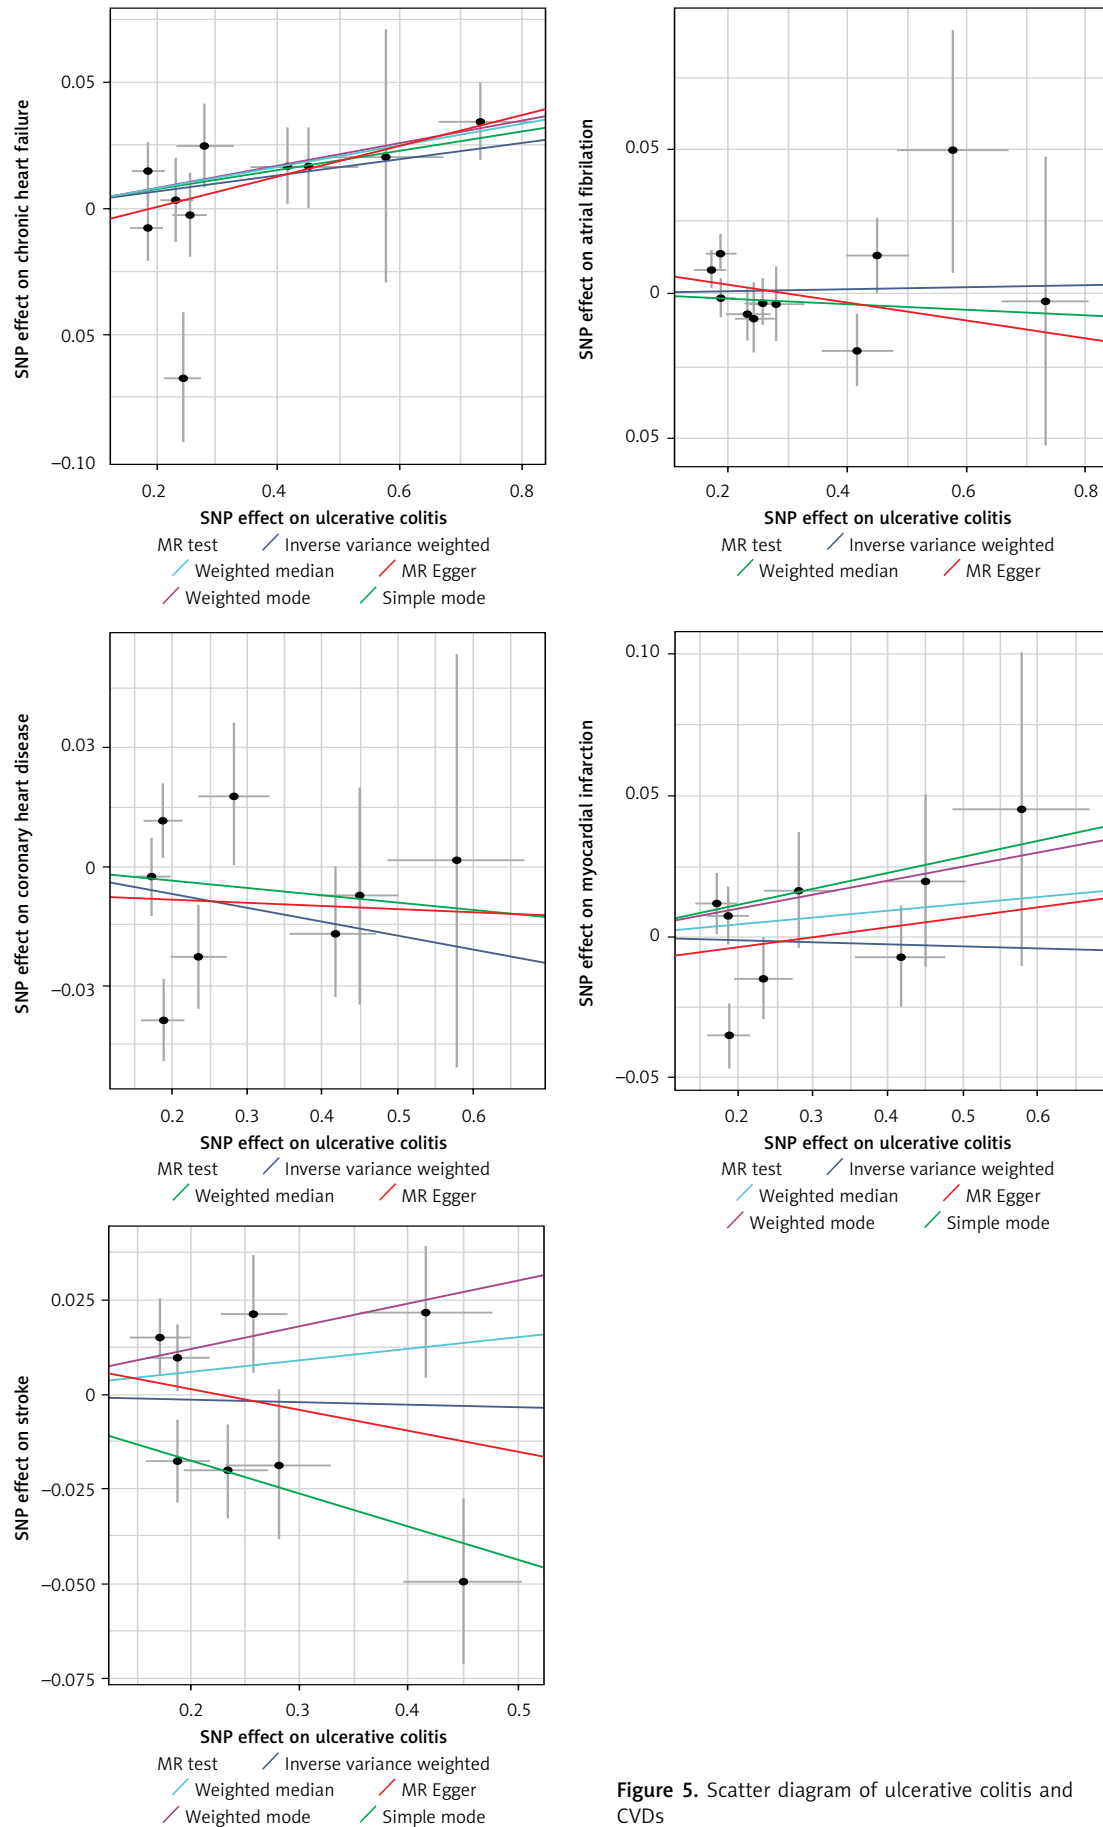 SNP effect on chronic heart failure
0.05
0
0.05
−0.10
0.2 0.4 0.6 0.8
SNP effect on ulcerative colitis
MR test Inverse variance weighted
Weighted median MR Egger
Weighted mode Simple mode
SNP effect on atrial fibrilation
0.05
0
0.05
0.2 0.4 0.6 0.8
SNP effect on ulcerative colitis
MR test Inverse variance weighted
Weighted median MR Egger
SNP effect on coronary heart disease
0.03
0
−0.03
0.2 0.3 0.4 0.5 0.6
SNP effect on ulcerative colitis
MR test Inverse variance weighted
Weighted median MR Egger
SNP effect on myocardial infarction
0.10
0.05
0
−0.05
0.2 0.3 0.4 0.5 0.6
SNP effect on ulcerative colitis
MR test Inverse variance weighted
Weighted median MR Egger
Weighted mode Simple mode
SNP effect on stroke
0.025
0
−0.025
−0.050
−0.075
0.2 0.3 0.4 0.5
SNP effect on ulcerative colitis
MR test Inverse variance weighted
Weighted median MR Egger
Weighted mode Simple mode
Figure 5. Scatter diagram of ulcerative colitis and
CVDs